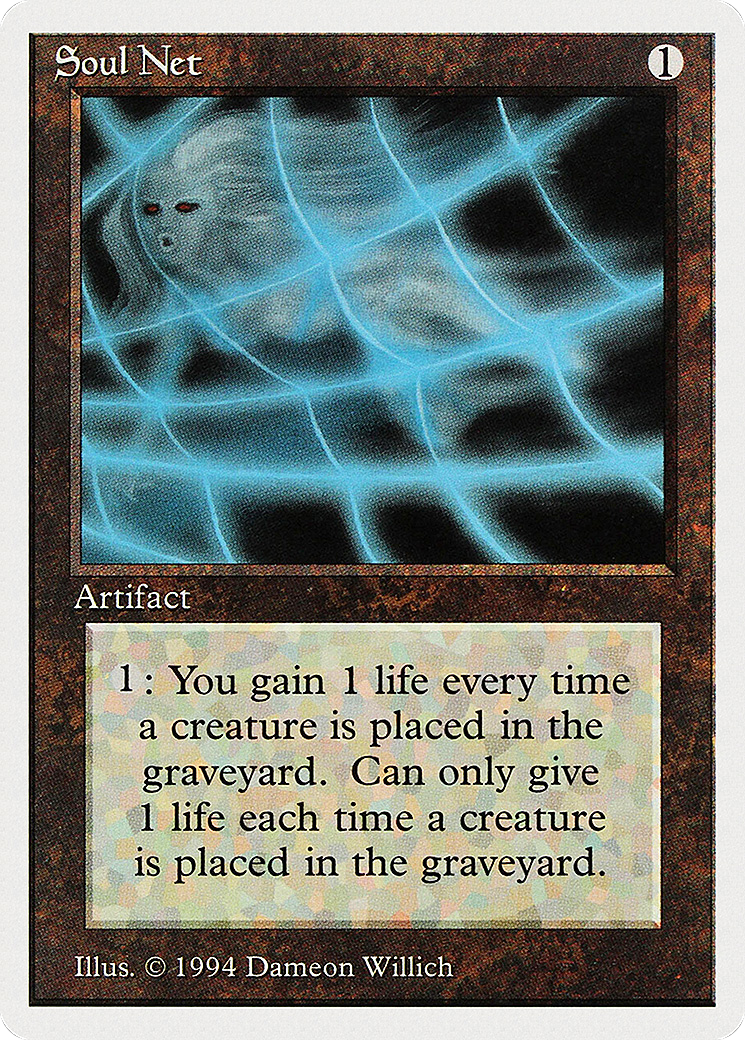 Soul Net 1
Artifact
1: You gain 1 life every time
a creature is placed in the
graveyard. Can only give
1 life each time a creature
is placed in the graveyard.
Illus. © 1994 Dameon Willich